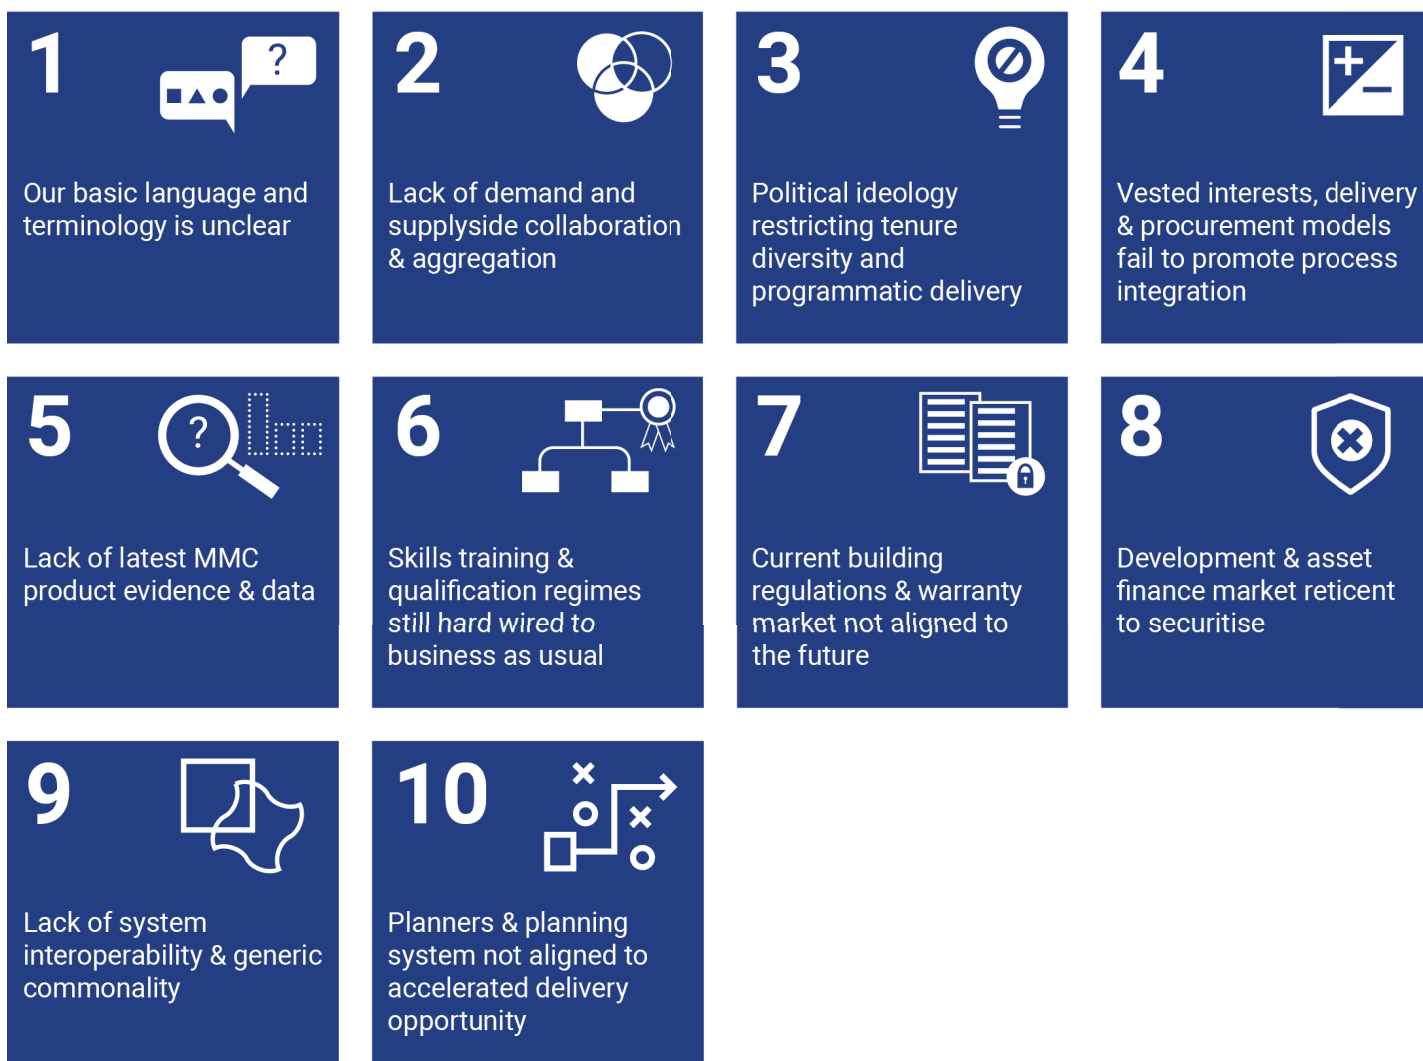 1
?
Our basic language and
terminology is unclear
2
Lack of demand and
supplyside collaboration
& aggregation
3
Political ideology
restricting tenure
diversity and
programmatic delivery
4
Vested interests, delivery
& procurement models
fail to promote process
integration
5
?
Lack of latest MMC
product evidence & data
6
Skills training &
qualification regimes
still hard wired to
business as usual
7
Current building
regulations & warranty
market not aligned to
the future
8
Development & asset
finance market reticent
to securitise
9
Lack of system
interoperability & generic
commonality
10
Planners & planning
system not aligned to
accelerated delivery
opportunity